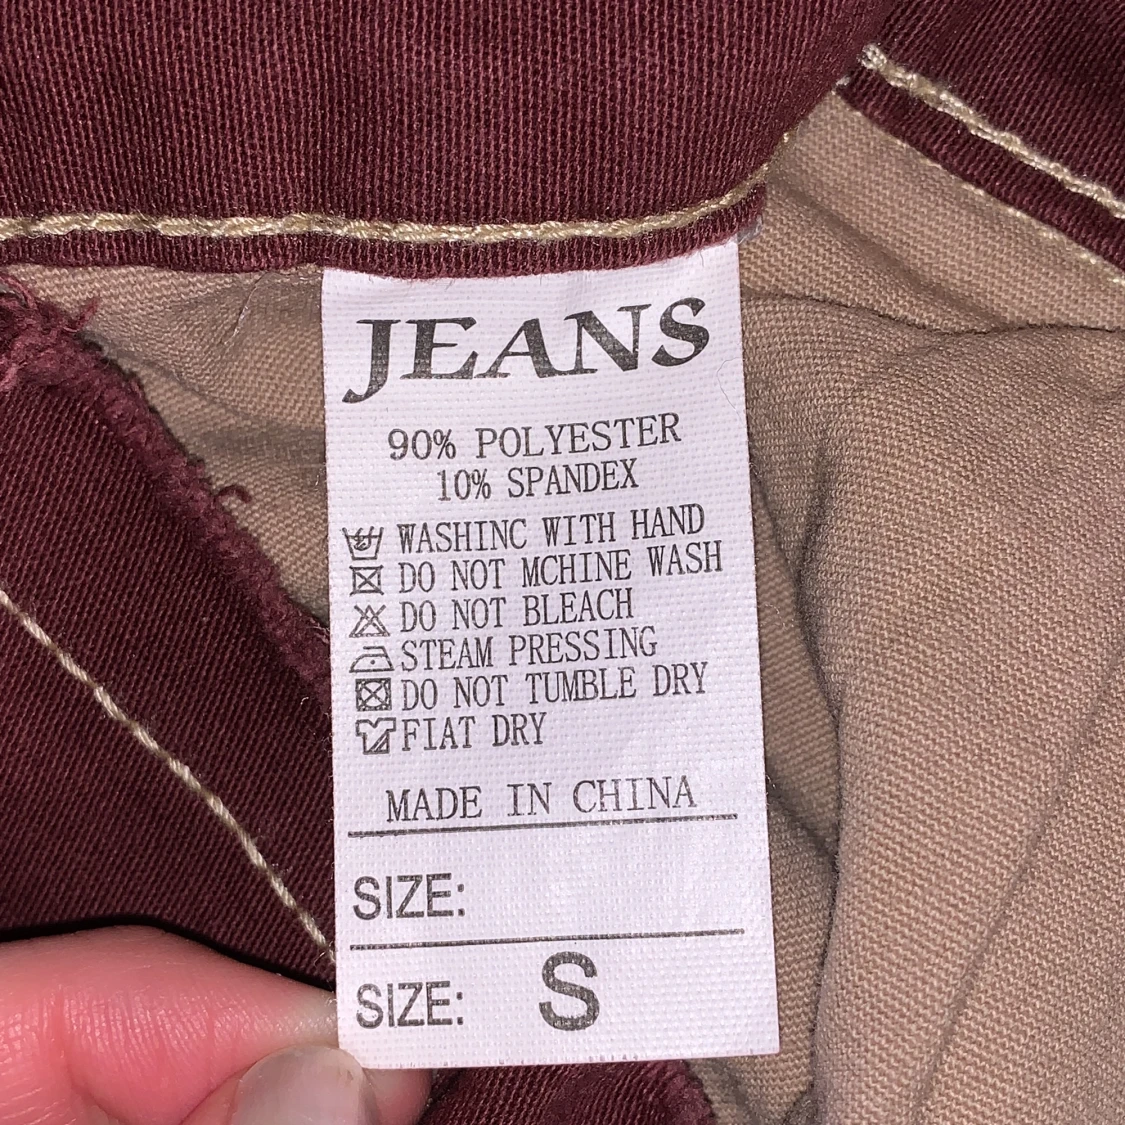 JEANS
90% POLYESTER
10% SPANDEX
WASHINC WITH HAND
DO NOT MCHINE WASH
DO NOT BLEACH
STEAM PRESSING
DO NOT TUMBLE DRY
FIAT DRY
MADE IN CHINA
SIZE:
SIZE: S